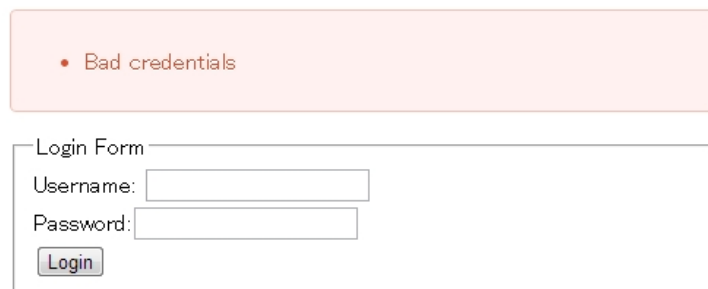 Bad credentials
Login Form
Username:
Password:
Login